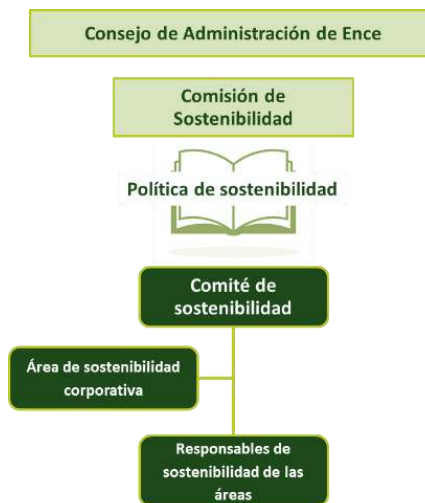 Consejo de Administración de Ence
Comisión de
Sostenibilidad
Política de sostenibilidad
Comité de
sostenibilidad
Área de sostenibilidad
corporativa
Responsables de
sostenibilidad de las
áreas